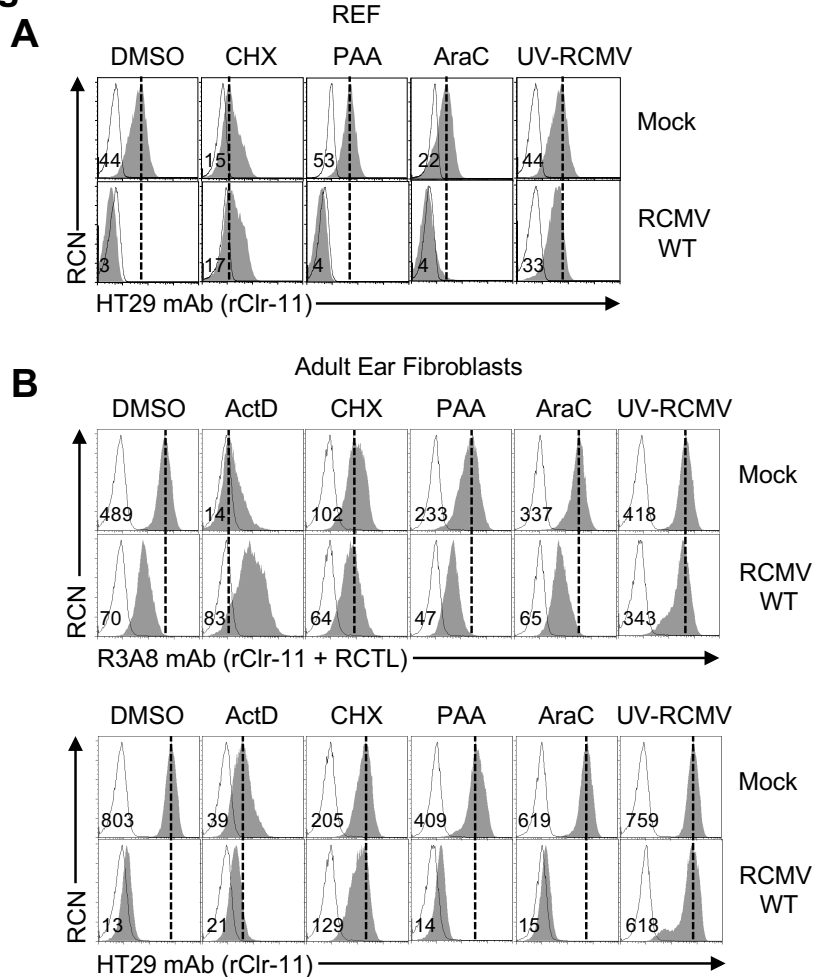 REF
A
DMSO CHX PAA AraC UV-RCMV
44 15 53 22 44
Mock
3 17 4 4 33
RCMV
WT
RCN
HT29 mAb (rClr-11)
B
Adult Ear Fibroblasts
DMSO ActD CHX PAA AraC UV-RCMV
489 14 102 233 337 418
Mock
70 83 64 47 65 343
RCMV
WT
RCN
R3A8 mAb (rClr-11 + RCTL)
DMSO ActD CHX PAA AraC UV-RCMV
803 39 205 409 619 759
Mock
13 21 129 14 15 618
RCMV
WT
RCN
HT29 mAb (rClr-11)